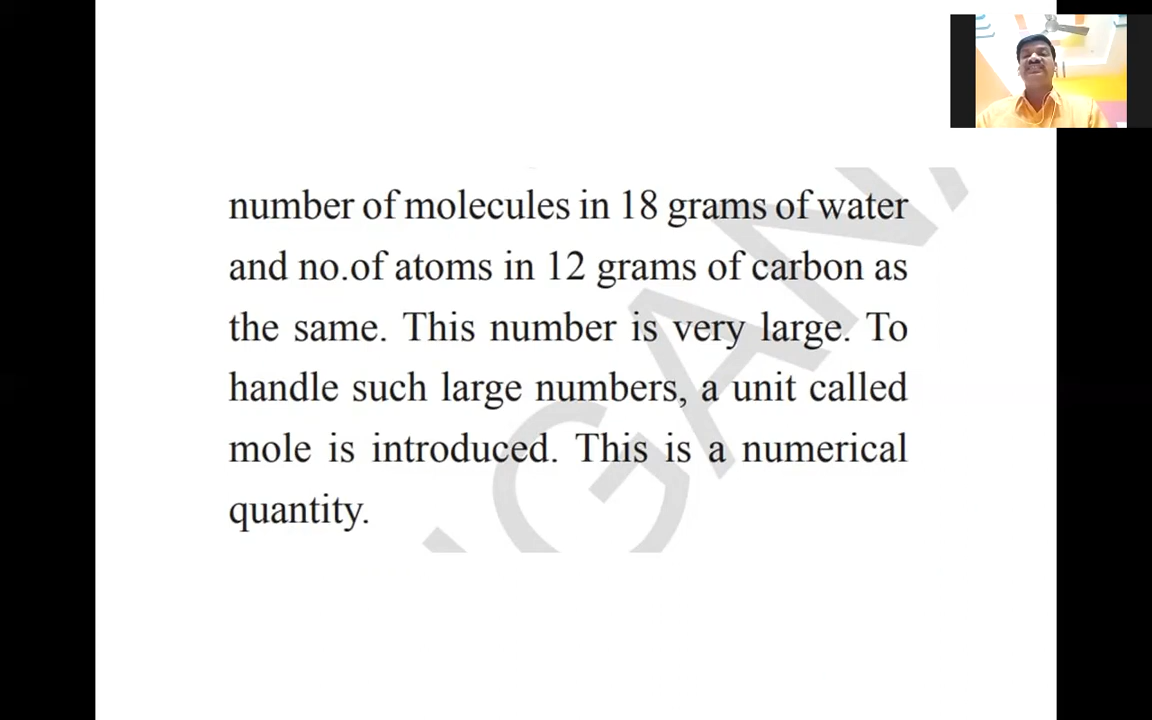 number of molecules in 18 grams of water
and no.of atoms in 12 grams of carbon as
the same. This number is very large. To
handle such large numbers, a unit called
mole is introduced. This is a numerical
quantity.